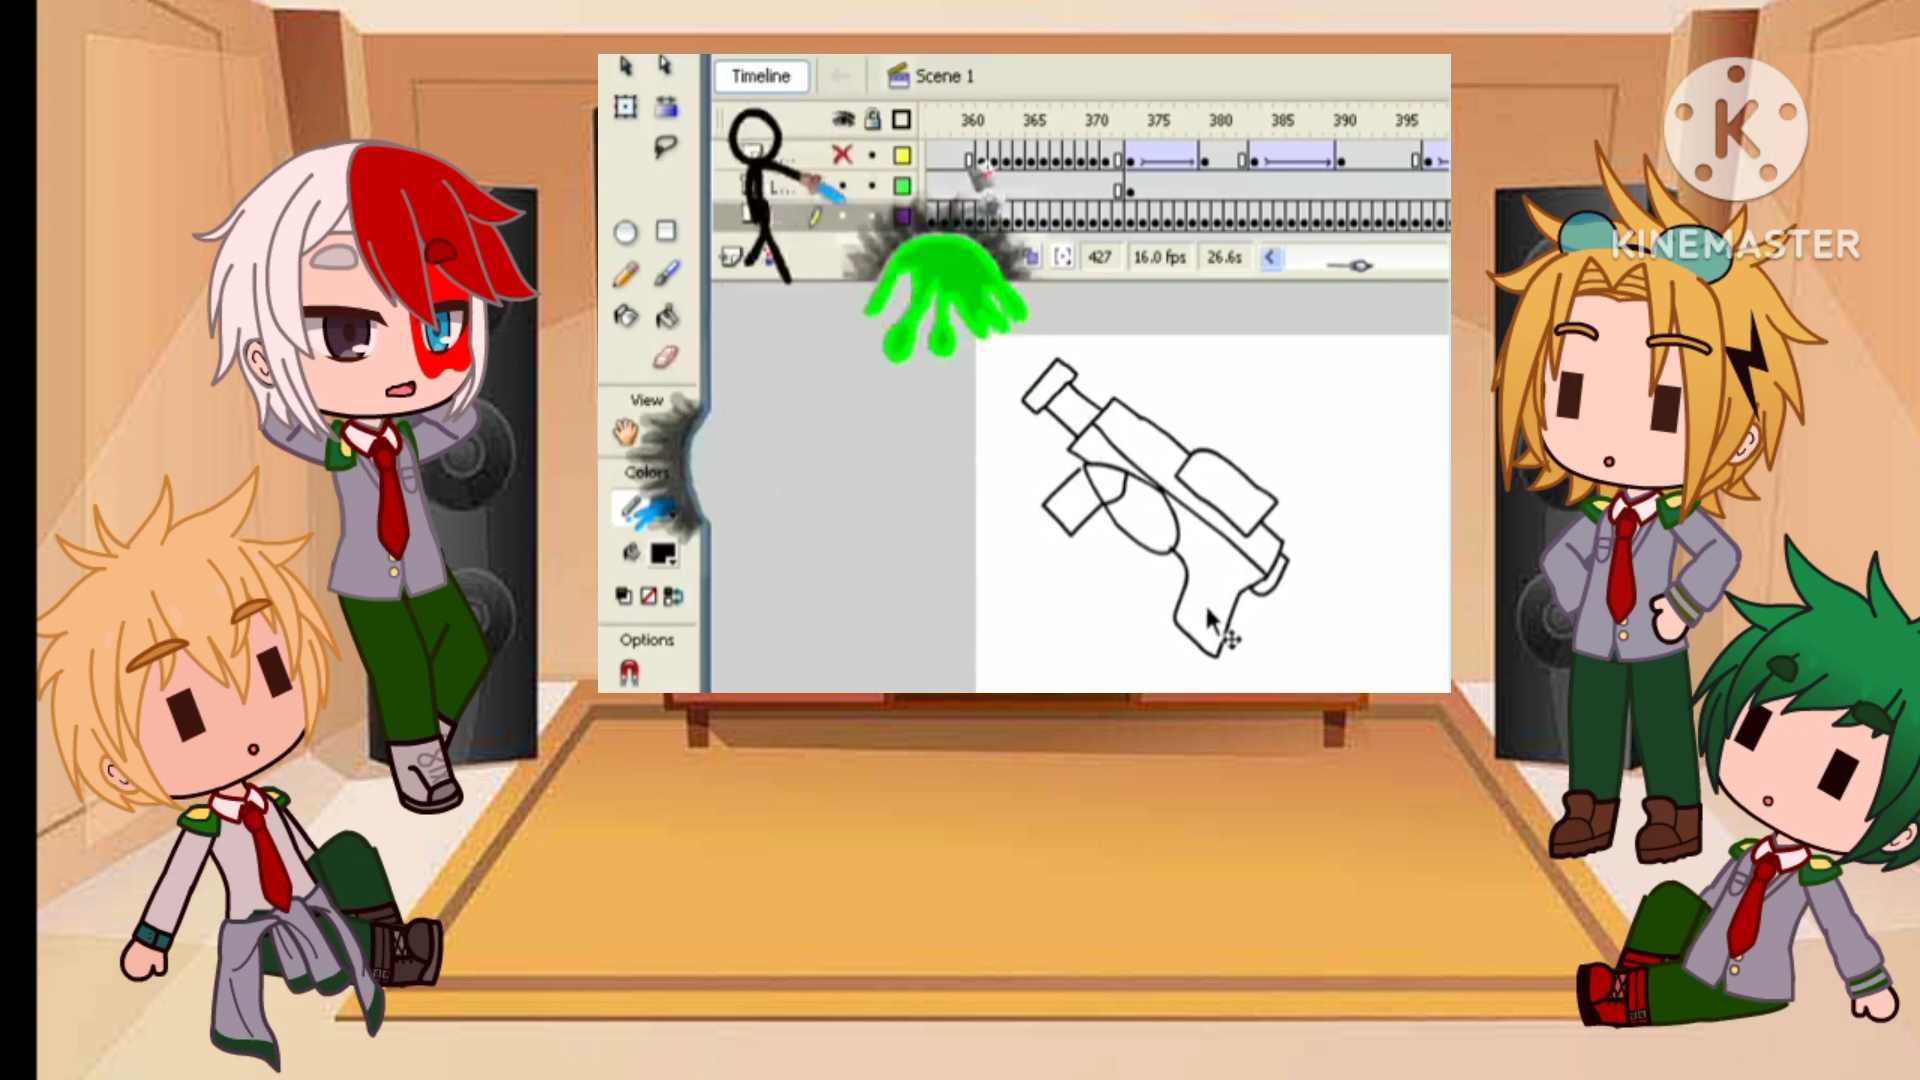 Timeline
Scene 1
360 365 370 375 380 385 390 395
L...
427 16.0 fps 26.6s
View
Colors
Options
K
KINEMASTER